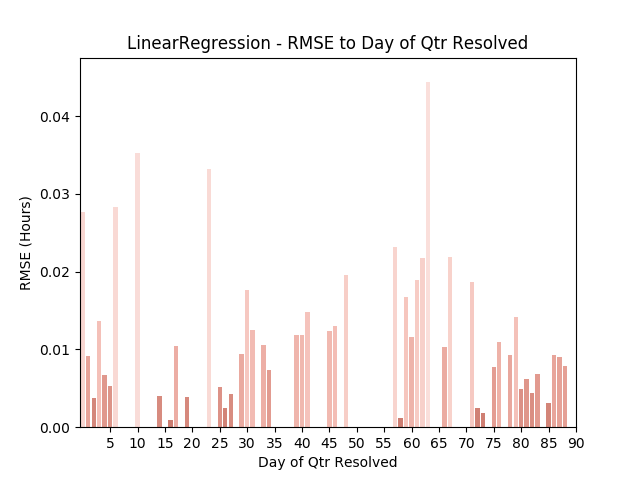 LinearRegression - RMSE to Day of Qtr Resolved
0.04
0.03
0.02
0.01
0.00
RMSE (Hours)
5 10 15 20 25 30 35 40 45 50 55 60 65 70 75 80 85 90
Day of Qtr Resolved